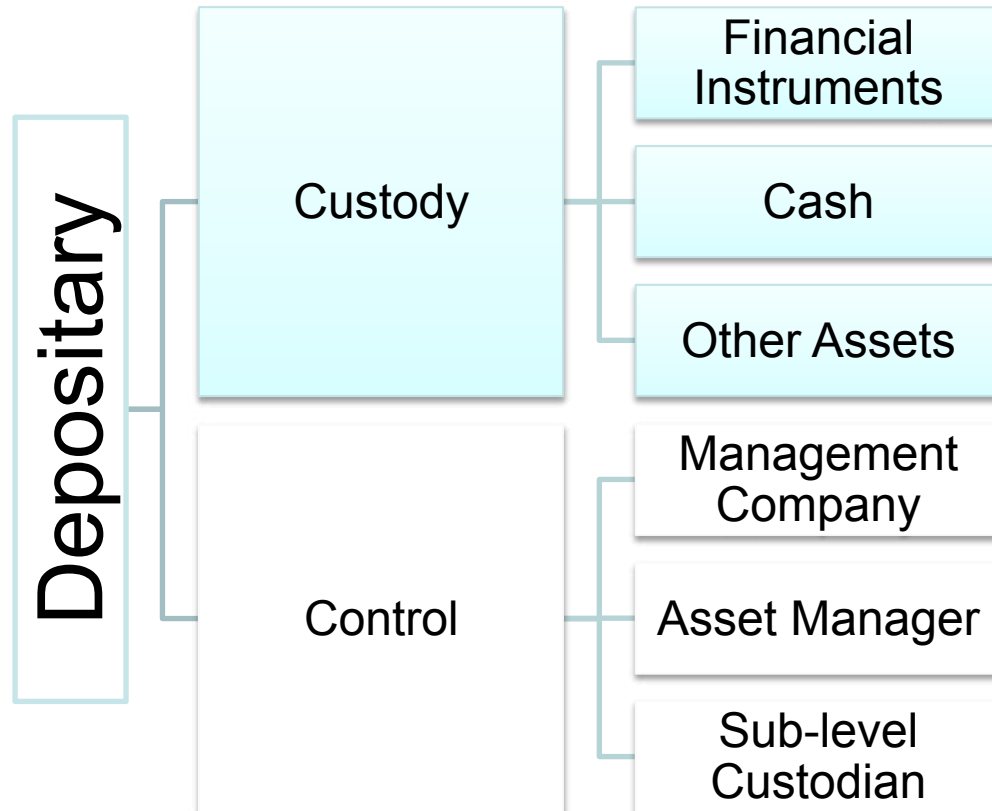 Depositary
Custody
Financial
Instruments
Cash
Other Assets
Control
Management
Company
Asset Manager
Sub-level
Custodian